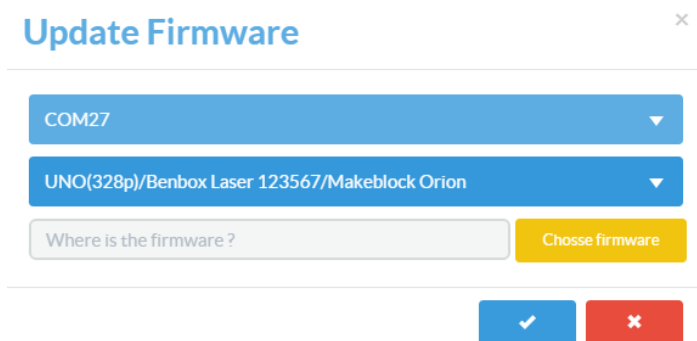 Update Firmware
COM27
UNO(328p)/Benbox Laser 123567/Makeblock Orion
Where is the firmware ?
Chosse firmware